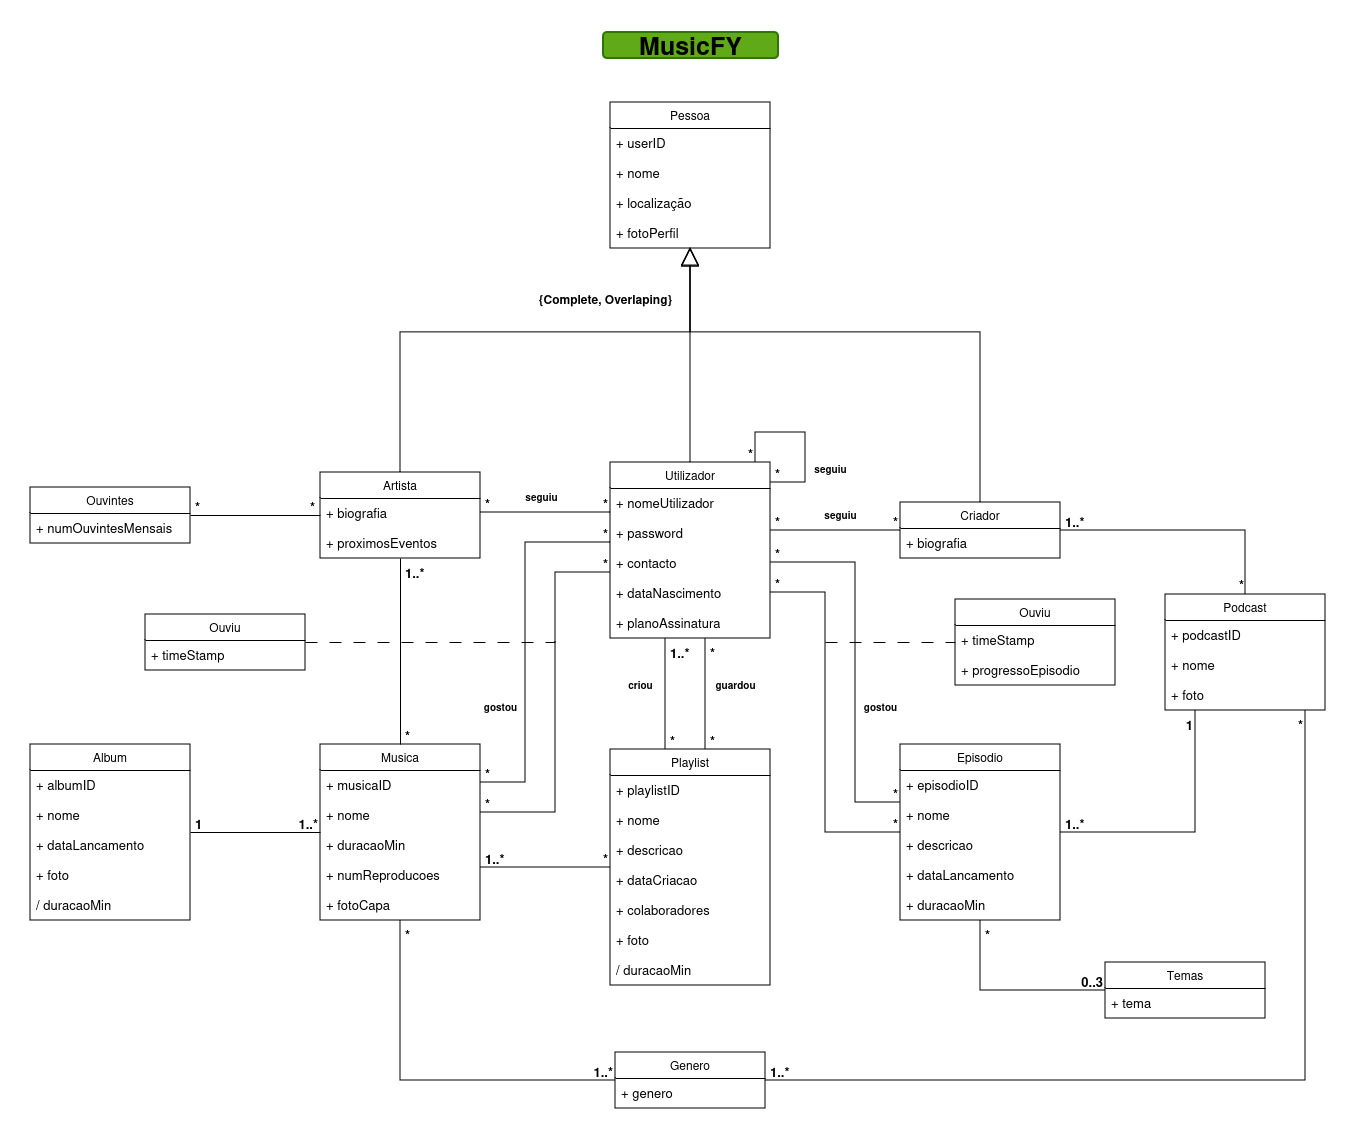 MusicFY
Pessoa
+ userID
+ nome
+ localização
+ fotoPerfil
{Complete, Overlaping}
Ouvintes
+ numOuvintesMensais
*
*
Artista
+ biografia
+ proximosEventos
*
seguiu
*
Utilizador
+ nomeUtilizador
+ password
+ contacto
+ dataNascimento
+ planoAssinatura
*
*
seguiu
*
seguiu
*
Criador
+ biografia
1..*
*
Podcast
+ podcastID
+ nome
+ foto
1..*
*
*
*
*
Ouviu
+ timeStamp
Ouviu
+ timeStamp
+ progressoEpisodio
1..*
*
criou
guardou
gostou
gostou
*
*
*
1
*
Album
+ albumID
+ nome
+ dataLancamento
+ foto
/ duracaoMin
1
1..*
Musica
+ musicaID
+ nome
+ duracaoMin
+ numReproducoes
+ fotoCapa
*
*
1..*
*
Playlist
+ playlistID
+ nome
+ descricao
+ dataCriacao
+ colaboradores
+ foto
/ duracaoMin
*
*
Episodio
+ episodioID
+ nome
+ descricao
+ dataLancamento
+ duracaoMin
1..*
*
*
0..3
Temas
+ tema
1..*
Genero
+ genero
1..*